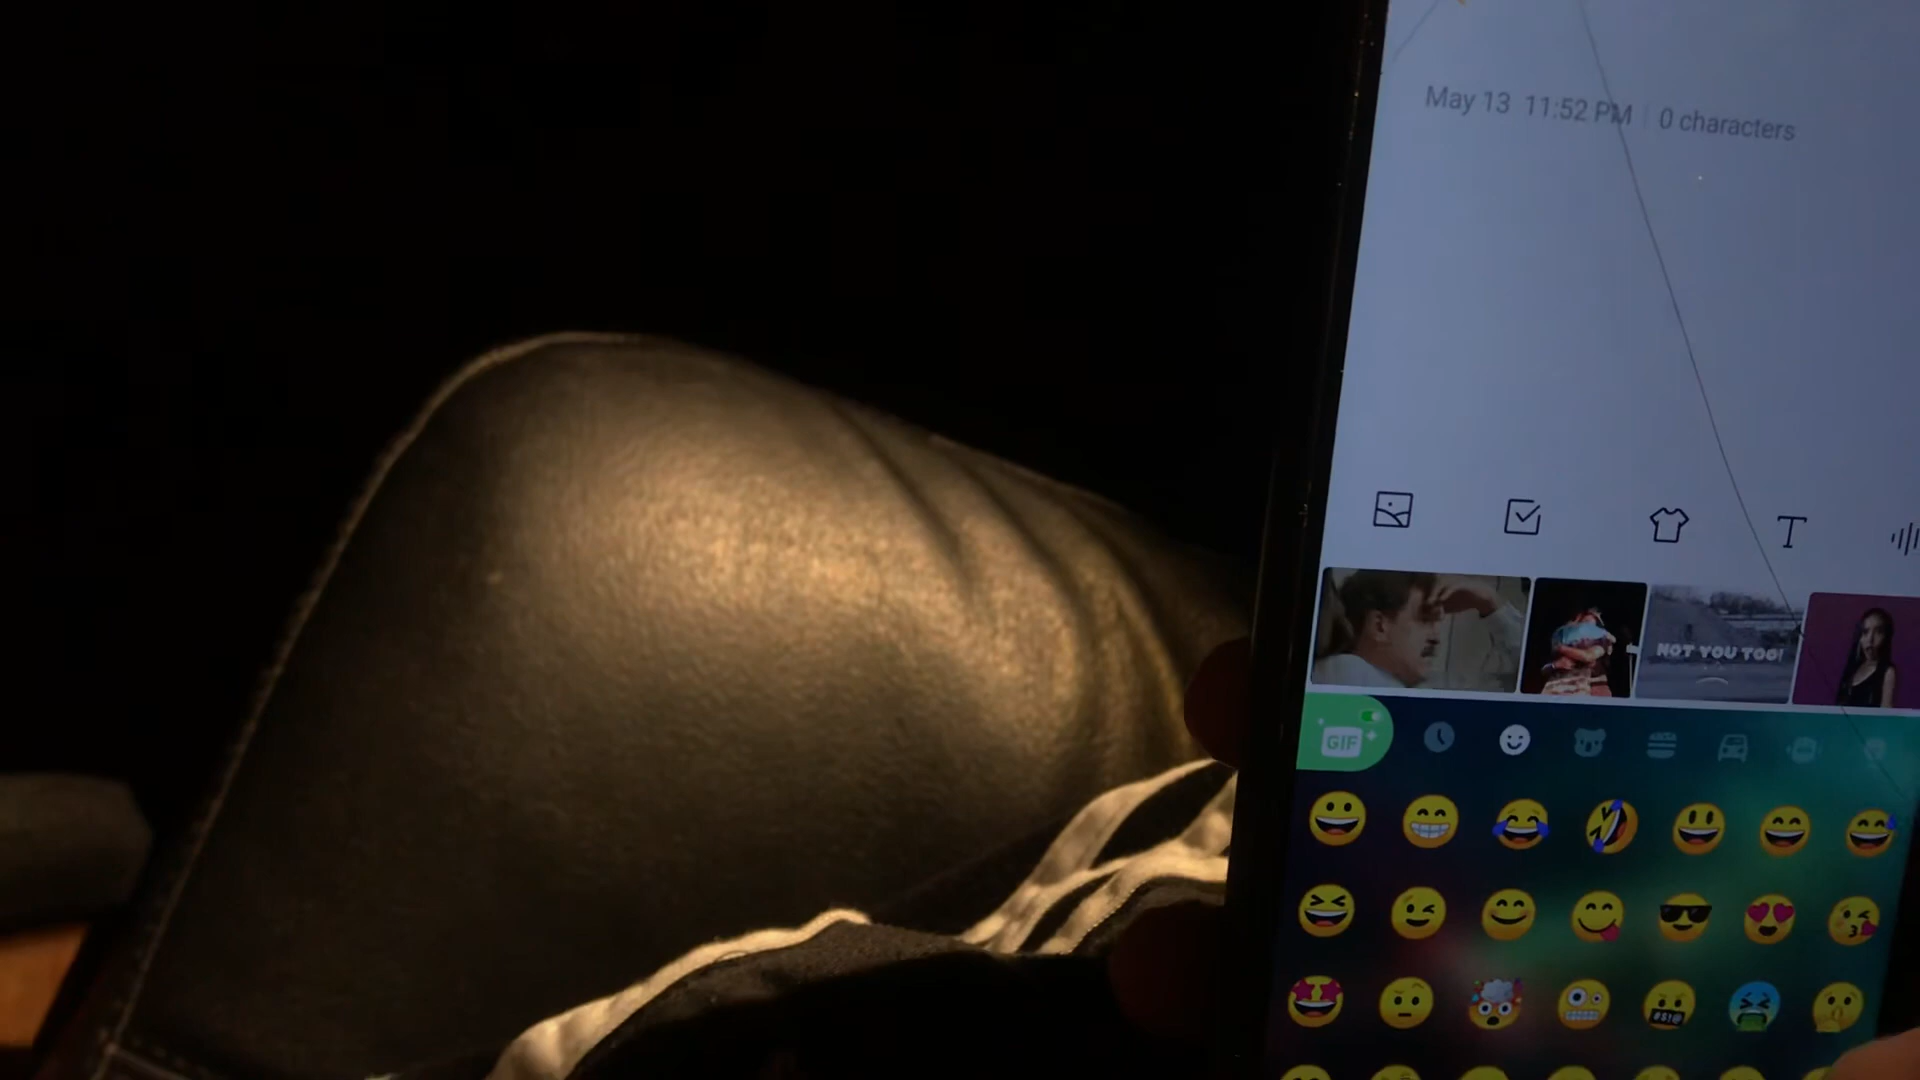 May 13 11:52 PM | 0 characters
T
NOT YOU TOO!
GIF
#$!@